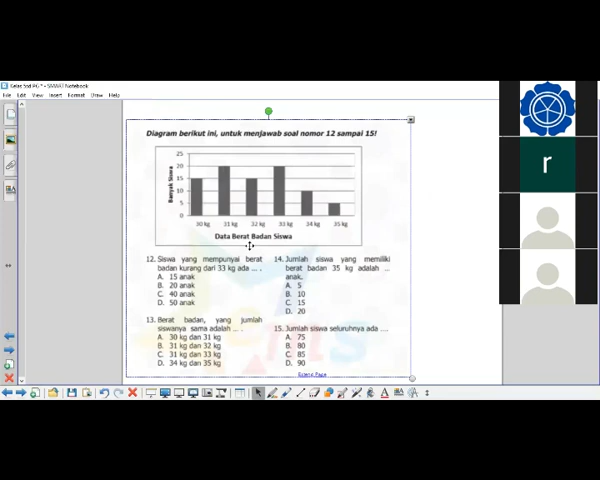 Kelas 5sd PG * - SMART Notebook
File Edit View Insert Format Draw Help
Diagram berikut ini, untuk menjawab soal nomor 12 sampai 15!
25
20
15
10
5
0
Banyak Siswa
30 kg 31 kg 32 kg 33 kg 34 kg 35 kg
Data Berat Badan Siswa
12. Siswa yang mempunyai berat
badan kurang dari 33 kg ada ... .
A. 15 anak
B. 20 anak
C. 40 anak
D. 50 anak
13. Berat badan, yang jumlah
siswanya sama adalah ... .
A. 30 kg dan 31 kg
B. 31 kg dan 32 kg
C. 31 kg dan 33 kg
D. 34 kg dan 35 kg
14. Jumlah siswa yang memiliki
berat badan 35 kg adalah ...
anak.
A. 5
B. 10
C. 15
D. 20
15. Jumlah siswa seluruhnya ada ....
A. 75
B. 80
C. 85
D. 90
Extend Page
r